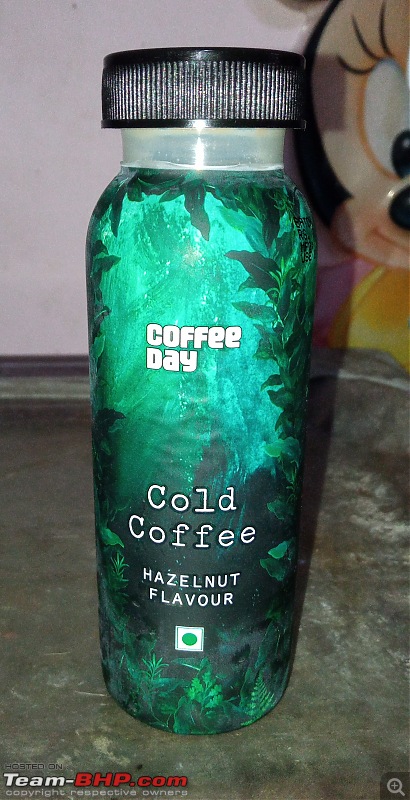 COFFEE
DAY
Cold
Coffee
HAZELNUT
FLAVOUR
HOSTED ON
Team-BHP.com
copyright respective owners